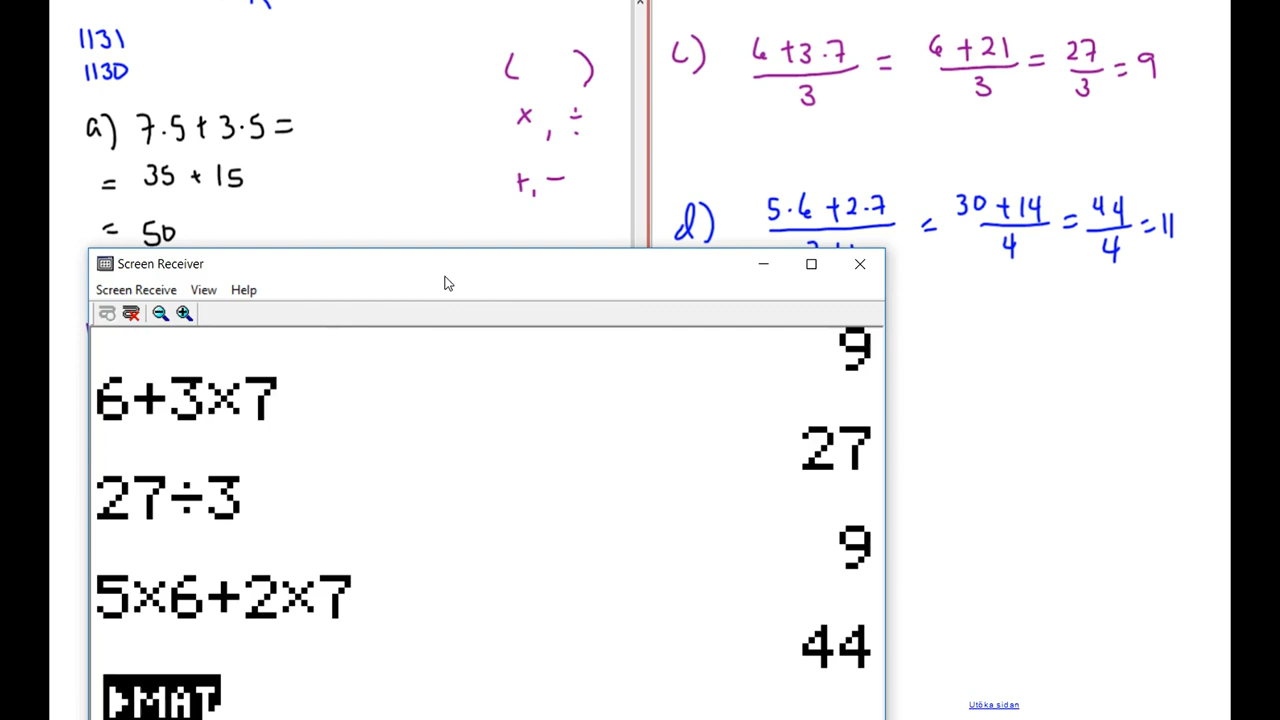 1131
1130
a) 7·5 + 3·5 =
= 35 + 15
= 50
( )
×, ÷
+, −
c) (6 + 3·7)/3 = (6 + 21)/3 = 27/3 = 9
d) 5·6 + 2·7 = (30 + 14)/4 = 44/4 = 11
Screen Receiver
Screen Receive View Help
9
6+3×7
27
27÷3
9
5×6+2×7
44
▶MAT
Utöka sidan